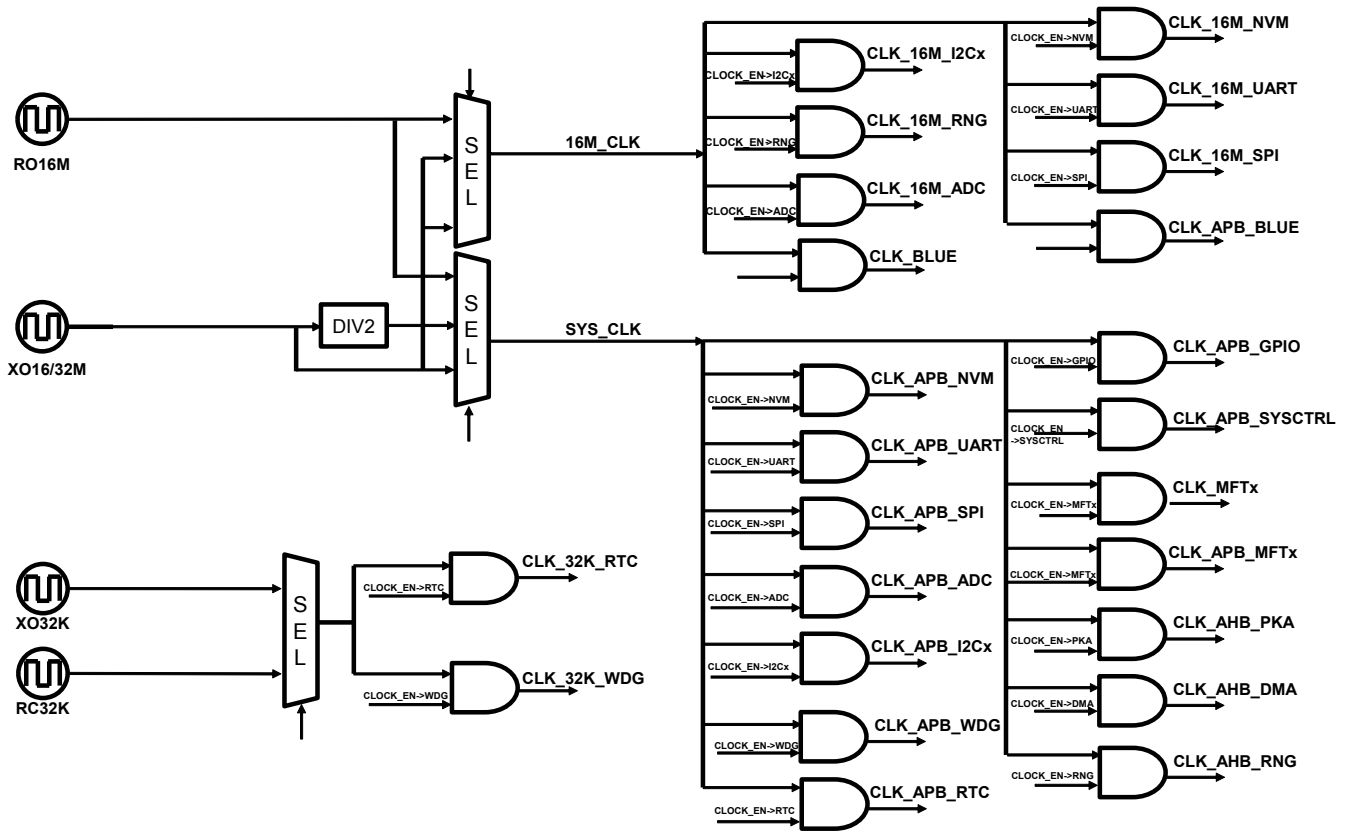 CLK_16M_NVM
CLOCK_EN->NVM
CLK_16M_I2Cx
CLOCK_EN->I2Cx
CLK_16M_UART
CLOCK_EN->UART
RO16M
SEL
16M_CLK
CLK_16M_RNG
CLOCK_EN->RNG
CLK_16M_SPI
CLOCK_EN->SPI
CLK_16M_ADC
CLOCK_EN->ADC
CLK_APB_BLUE
CLK_BLUE
XO16/32M
DIV2
SEL
SYS_CLK
CLK_APB_GPIO
CLOCK_EN->GPIO
CLK_APB_NVM
CLOCK_EN->NVM
CLK_APB_SYSCTRL
CLOCK_EN
->SYSCTRL
CLK_APB_UART
CLOCK_EN->UART
CLK_MFTx
CLOCK_EN->MFTx
CLK_APB_SPI
CLOCK_EN->SPI
CLK_APB_MFTx
CLOCK_EN->MFTx
XO32K
RC32K
SEL
CLK_32K_RTC
CLOCK_EN->RTC
CLK_32K_WDG
CLOCK_EN->WDG
CLK_APB_ADC
CLOCK_EN->ADC
CLK_AHB_PKA
CLOCK_EN->PKA
CLK_APB_I2Cx
CLOCK_EN->I2Cx
CLK_AHB_DMA
CLOCK_EN->DMA
CLK_APB_WDG
CLOCK_EN->WDG
CLK_AHB_RNG
CLOCK_EN->RNG
CLK_APB_RTC
CLOCK_EN->RTC